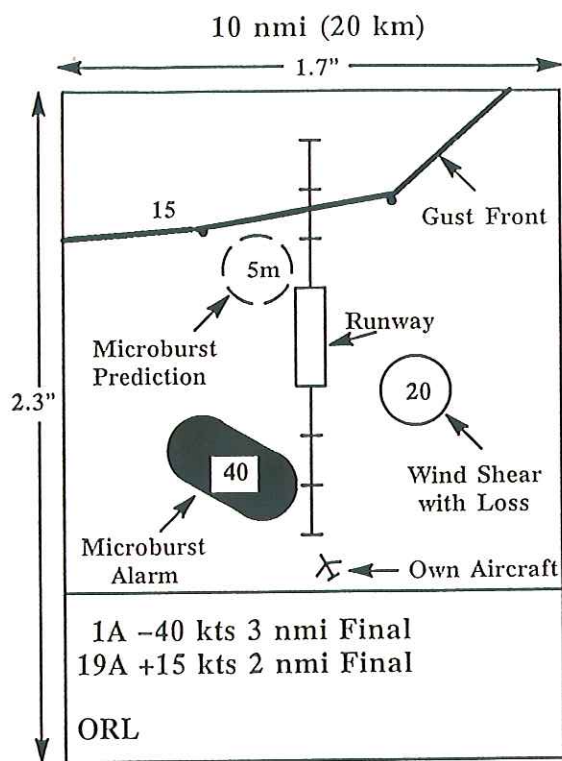 10 nmi (20 km)
1.7"
15
Gust Front
5m
Runway
Microburst
Prediction
2.3"
20
40
Wind Shear
with Loss
Microburst
Alarm
Own Aircraft
1A –40 kts 3 nmi Final
19A +15 kts 2 nmi Final
ORL